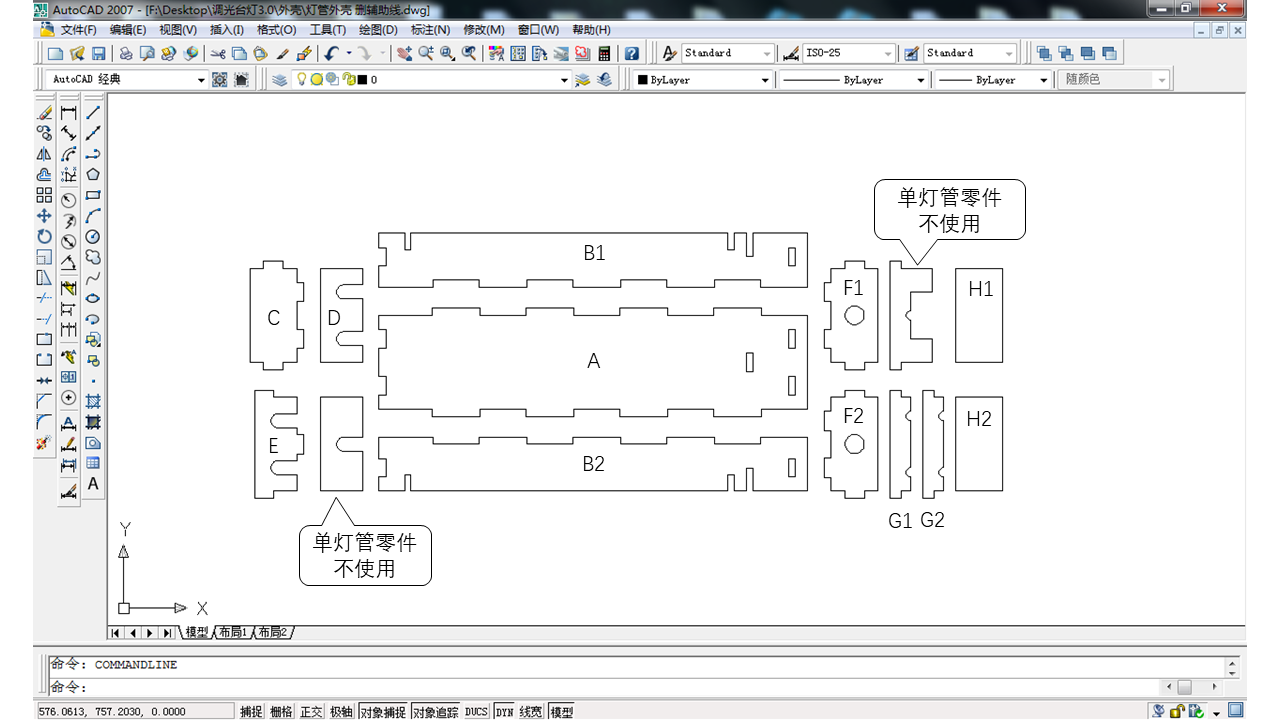 AutoCAD 2007 - [F:\Desktop\调光台灯3.0\外壳\灯管外壳 删辅助线.dwg]
文件(F) 编辑(E) 视图(V) 插入(I) 格式(O) 工具(T) 绘图(D) 标注(N) 修改(M) 窗口(W) 帮助(H)
Standard ISO-25 Standard
AutoCAD 经典 0 ByLayer ByLayer ByLayer 随颜色
单灯管零件
不使用
B1
C D F1 H1
A
E F2 H2
B2
G1 G2
单灯管零件
不使用
Y
X
模型 布局1 布局2
命令: COMMANDLINE
命令:
576.0613, 757.2030, 0.0000 捕捉 栅格 正交 极轴 对象捕捉 对象追踪 DUCS DYN 线宽 模型